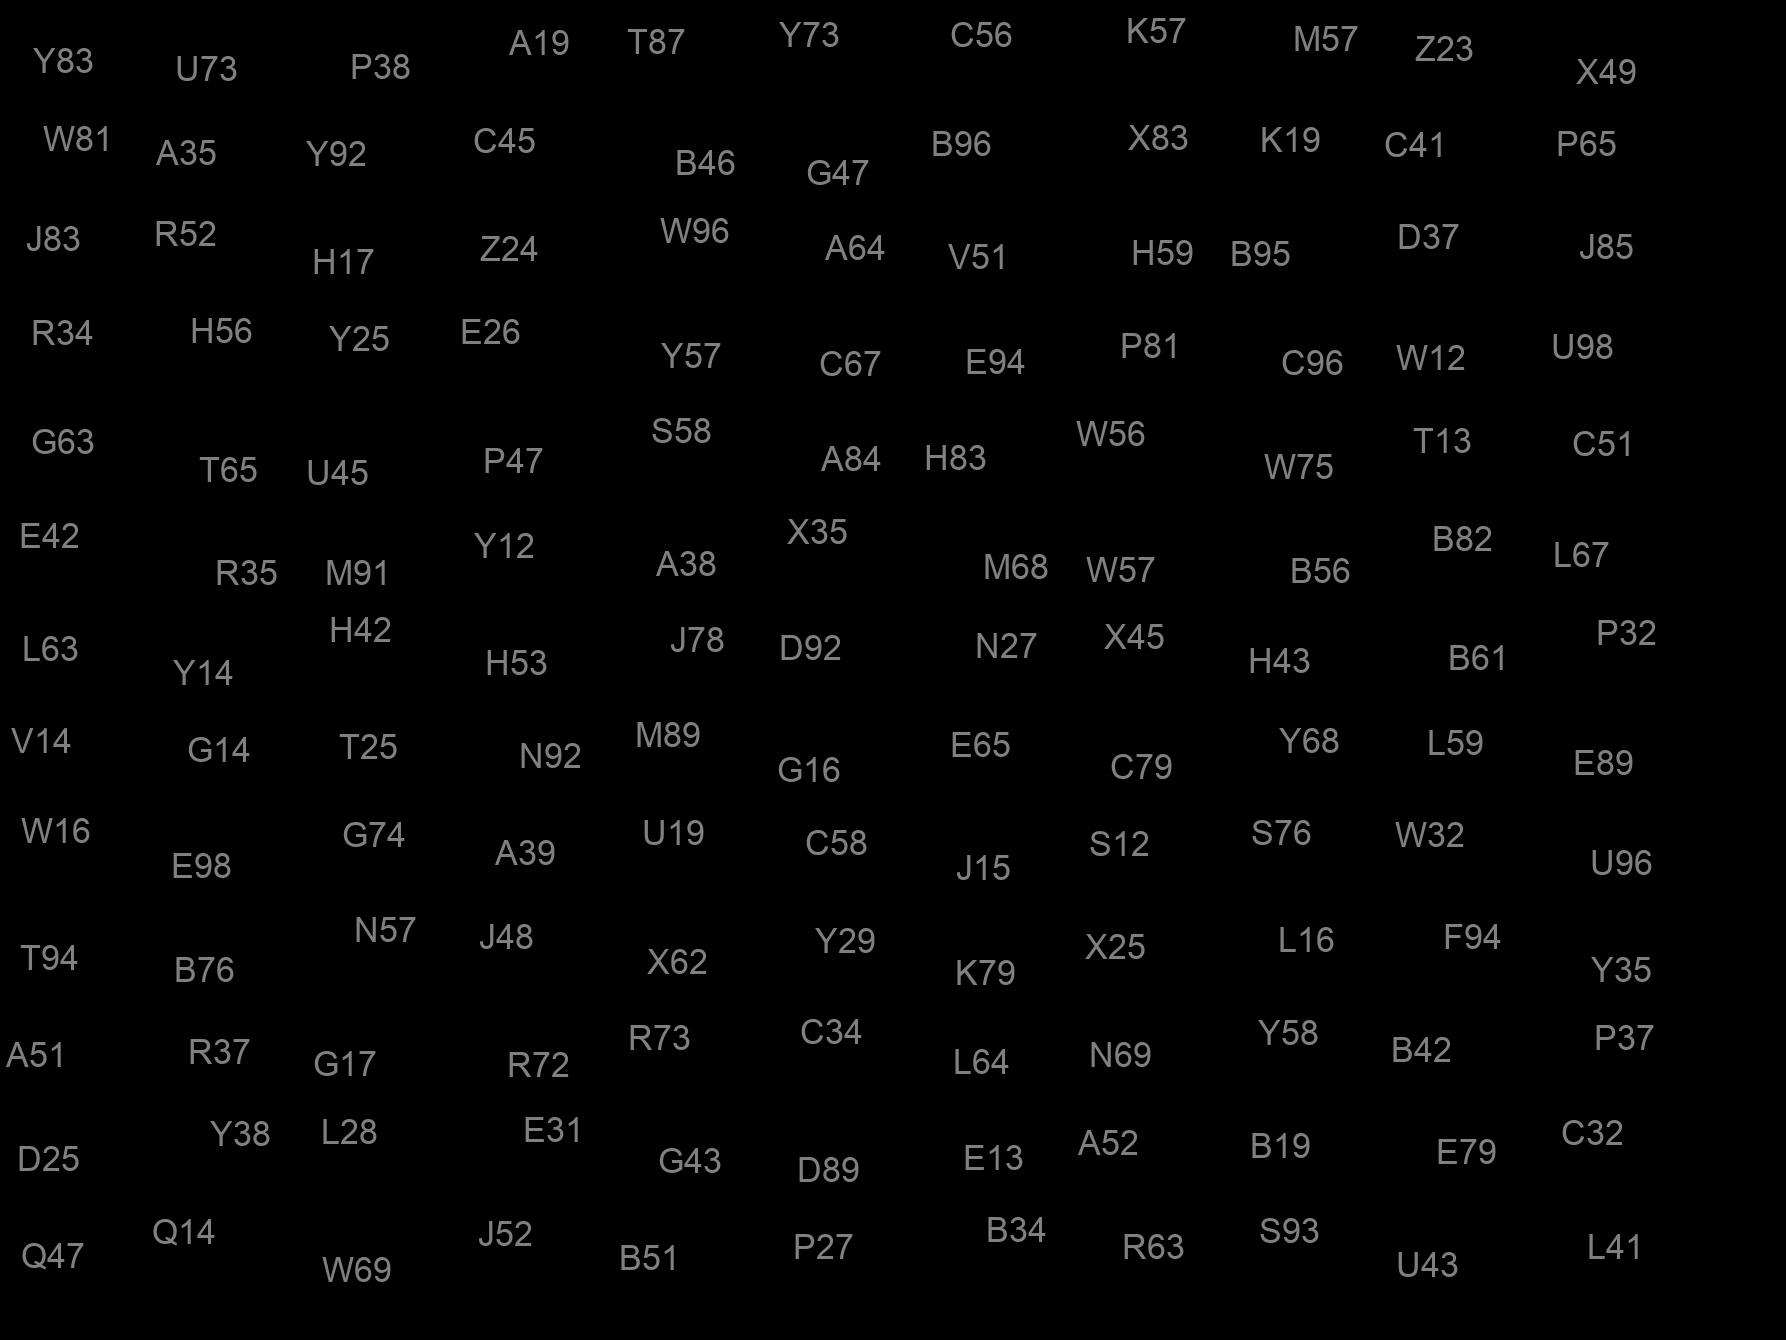 Y83 U73 P38 A19 T87 Y73 C56 K57 M57 Z23 X49
W81 A35 Y92 C45 B46 G47 B96 X83 K19 C41 P65
J83 R52 H17 Z24 W96 A64 V51 H59 B95 D37 J85
R34 H56 Y25 E26 Y57 C67 E94 P81 C96 W12 U98
G63 T65 U45 P47 S58 A84 H83 W56 W75 T13 C51
E42 R35 M91 Y12 A38 X35 M68 W57 B56 B82 L67
L63 Y14 H42 H53 J78 D92 N27 X45 H43 B61 P32
V14 G14 T25 N92 M89 G16 E65 C79 Y68 L59 E89
W16 E98 G74 A39 U19 C58 J15 S12 S76 W32 U96
T94 B76 N57 J48 X62 Y29 K79 X25 L16 F94 Y35
A51 R37 G17 R72 R73 C34 L64 N69 Y58 B42 P37
D25 Y38 L28 E31 G43 D89 E13 A52 B19 E79 C32
Q47 Q14 W69 J52 B51 P27 B34 R63 S93 U43 L41